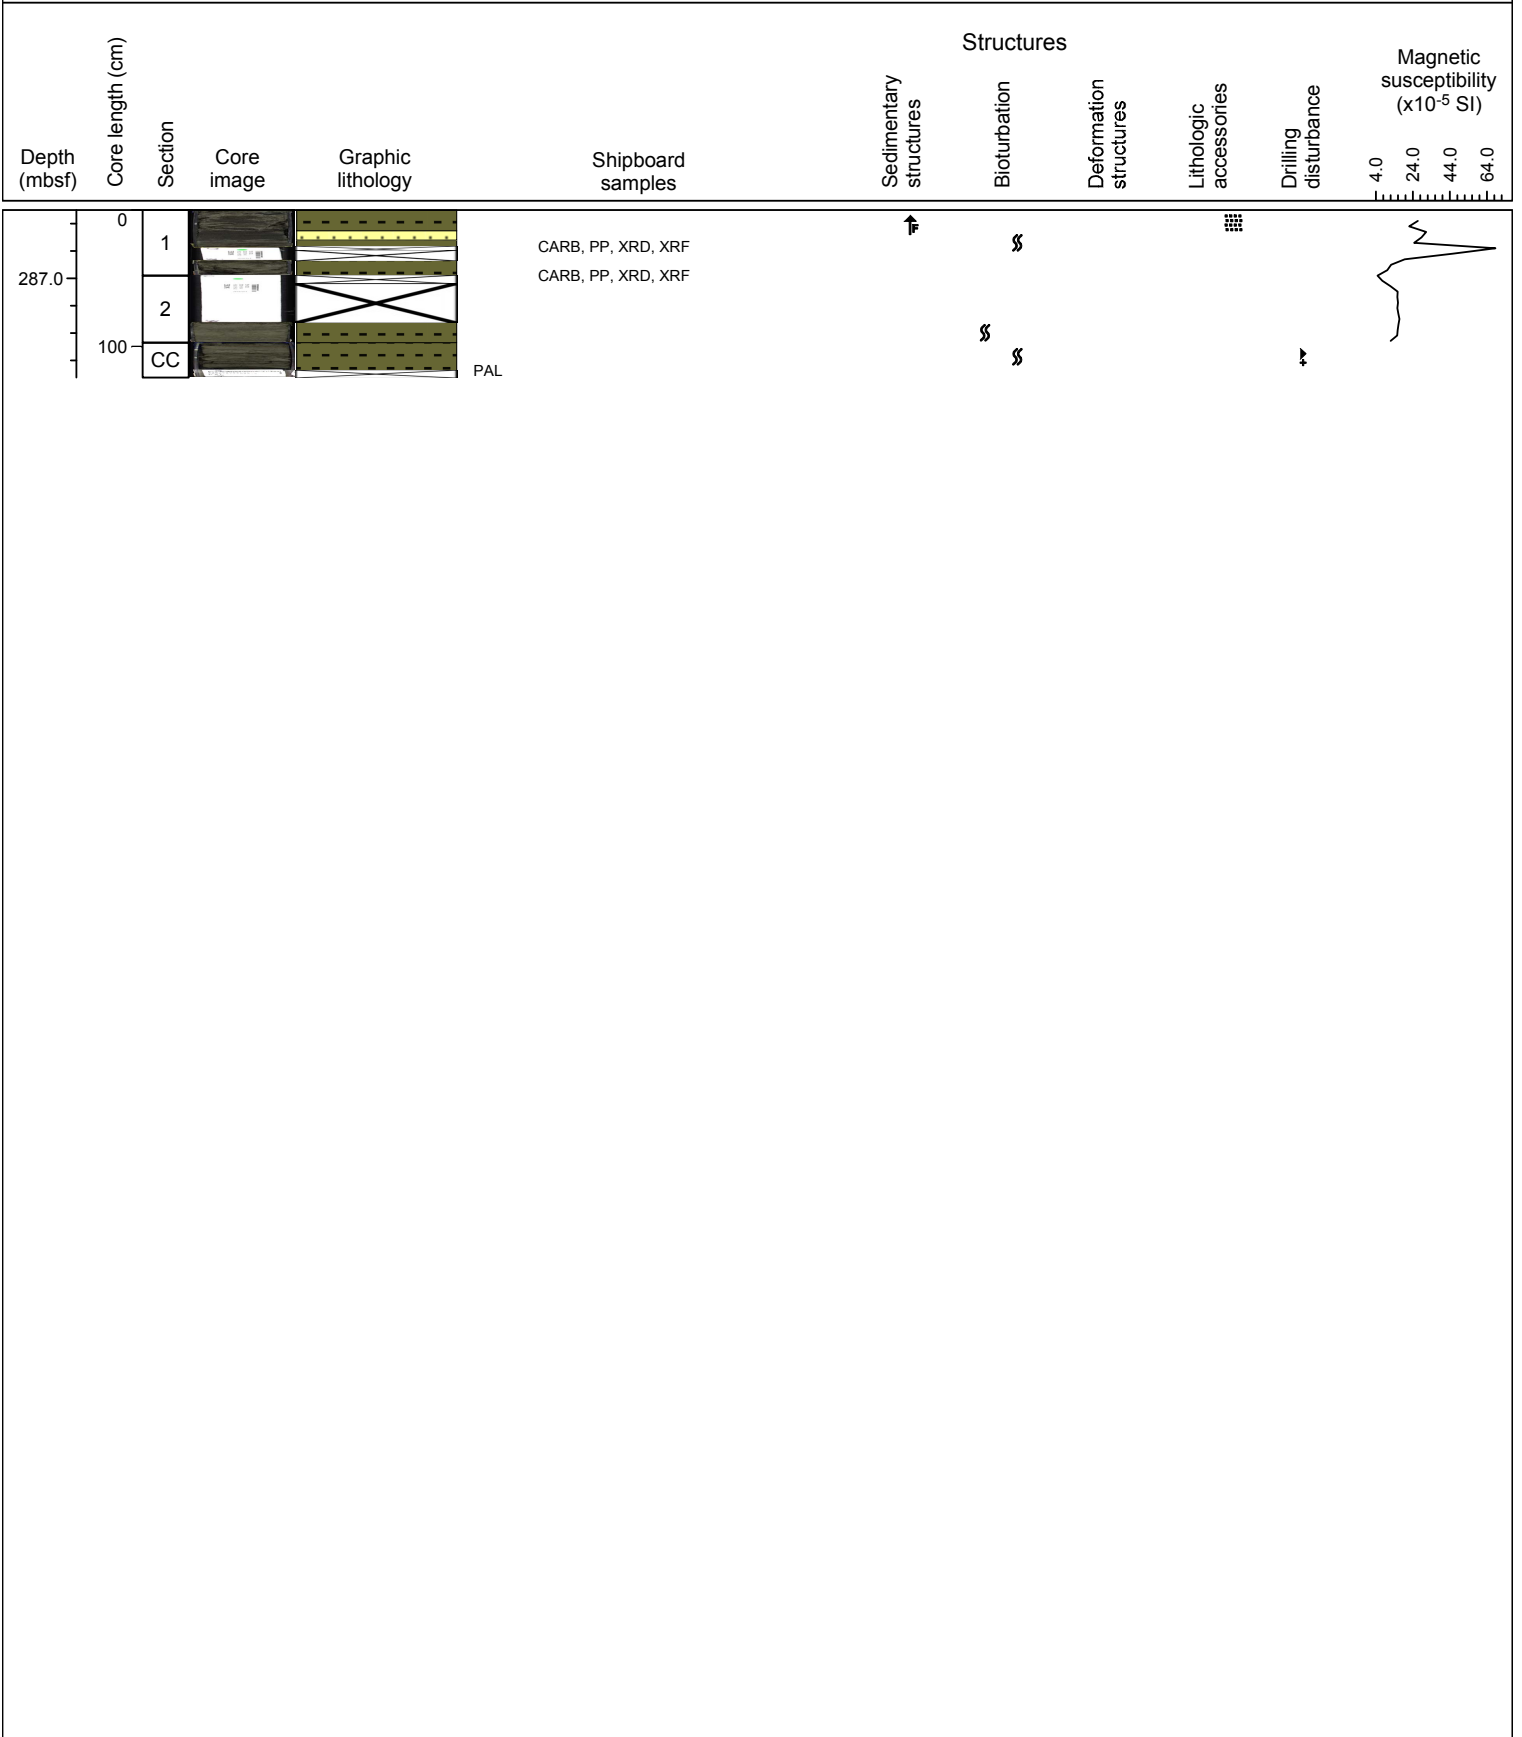 Structures
Depth
(mbsf)
Core length (cm)
Section
Core
image
Graphic
lithology
Shipboard
samples
Sedimentary
structures
Bioturbation
Deformation
structures
Lithologic
accessories
Drilling
disturbance
Magnetic
susceptibility
(x10-5 SI)
4.0 24.0 44.0 64.0
0
1
CARB, PP, XRD, XRF
F
287.0
CARB, PP, XRD, XRF
2
100
CC
PAL